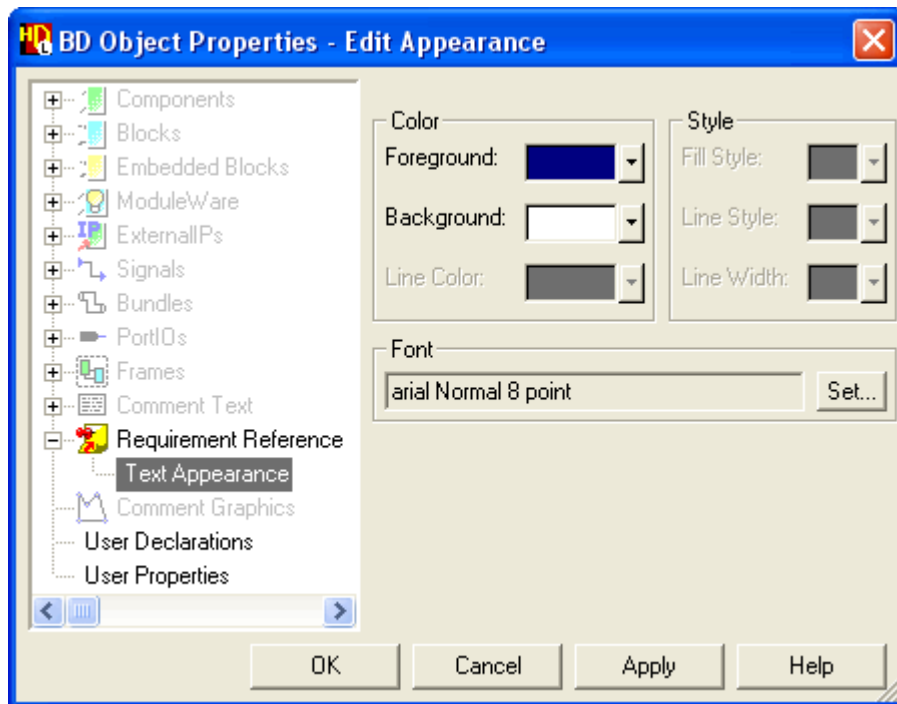 BD Object Properties - Edit Appearance
Components
Blocks
Embedded Blocks
ModuleWare
ExternalIPs
Signals
Bundles
PortIOs
Frames
Comment Text
Requirement Reference
Text Appearance
Comment Graphics
User Declarations
User Properties
Color
Foreground:
Background:
Line Color:
Style
Fill Style:
Line Style:
Line Width:
Font
arial Normal 8 point
Set...
OK
Cancel
Apply
Help